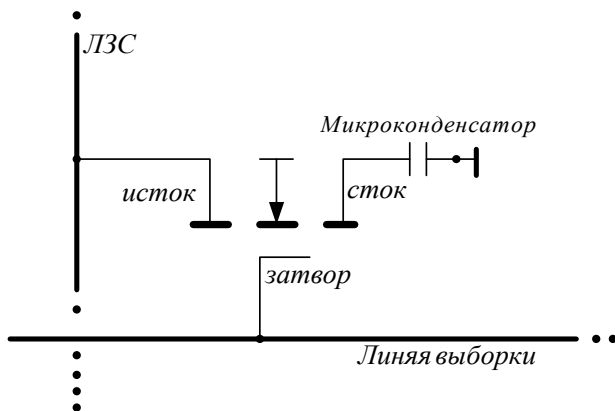 ЛЗС
Микроконденсатор
исток
сток
затвор
Линия выборки